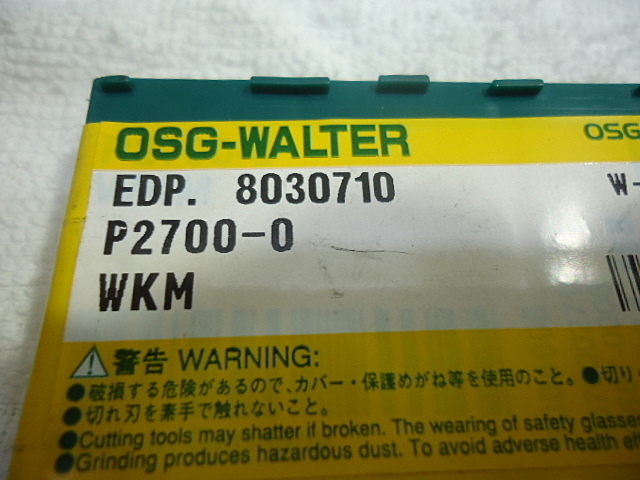 OSG-WALTER
OSG
EDP. 8030710
W-
P2700-0
WKM
⚠警告 WARNING:
●破損する危険があるので、カバー・保護めがね等を使用のこと。 ●切り
●切れ刃を素手で触れないこと。
●Cutting tools may shatter if broken. The wearing of safety glasses
●Grinding produces hazardous dust. To avoid adverse health